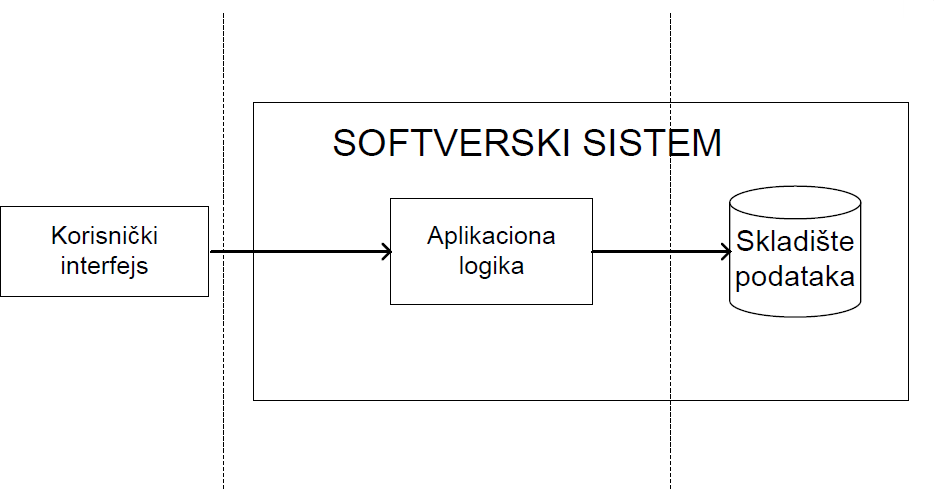 SOFTVERSKI SISTEM
Korisnički
interfejs
Aplikaciona
logika
Skladište
podataka